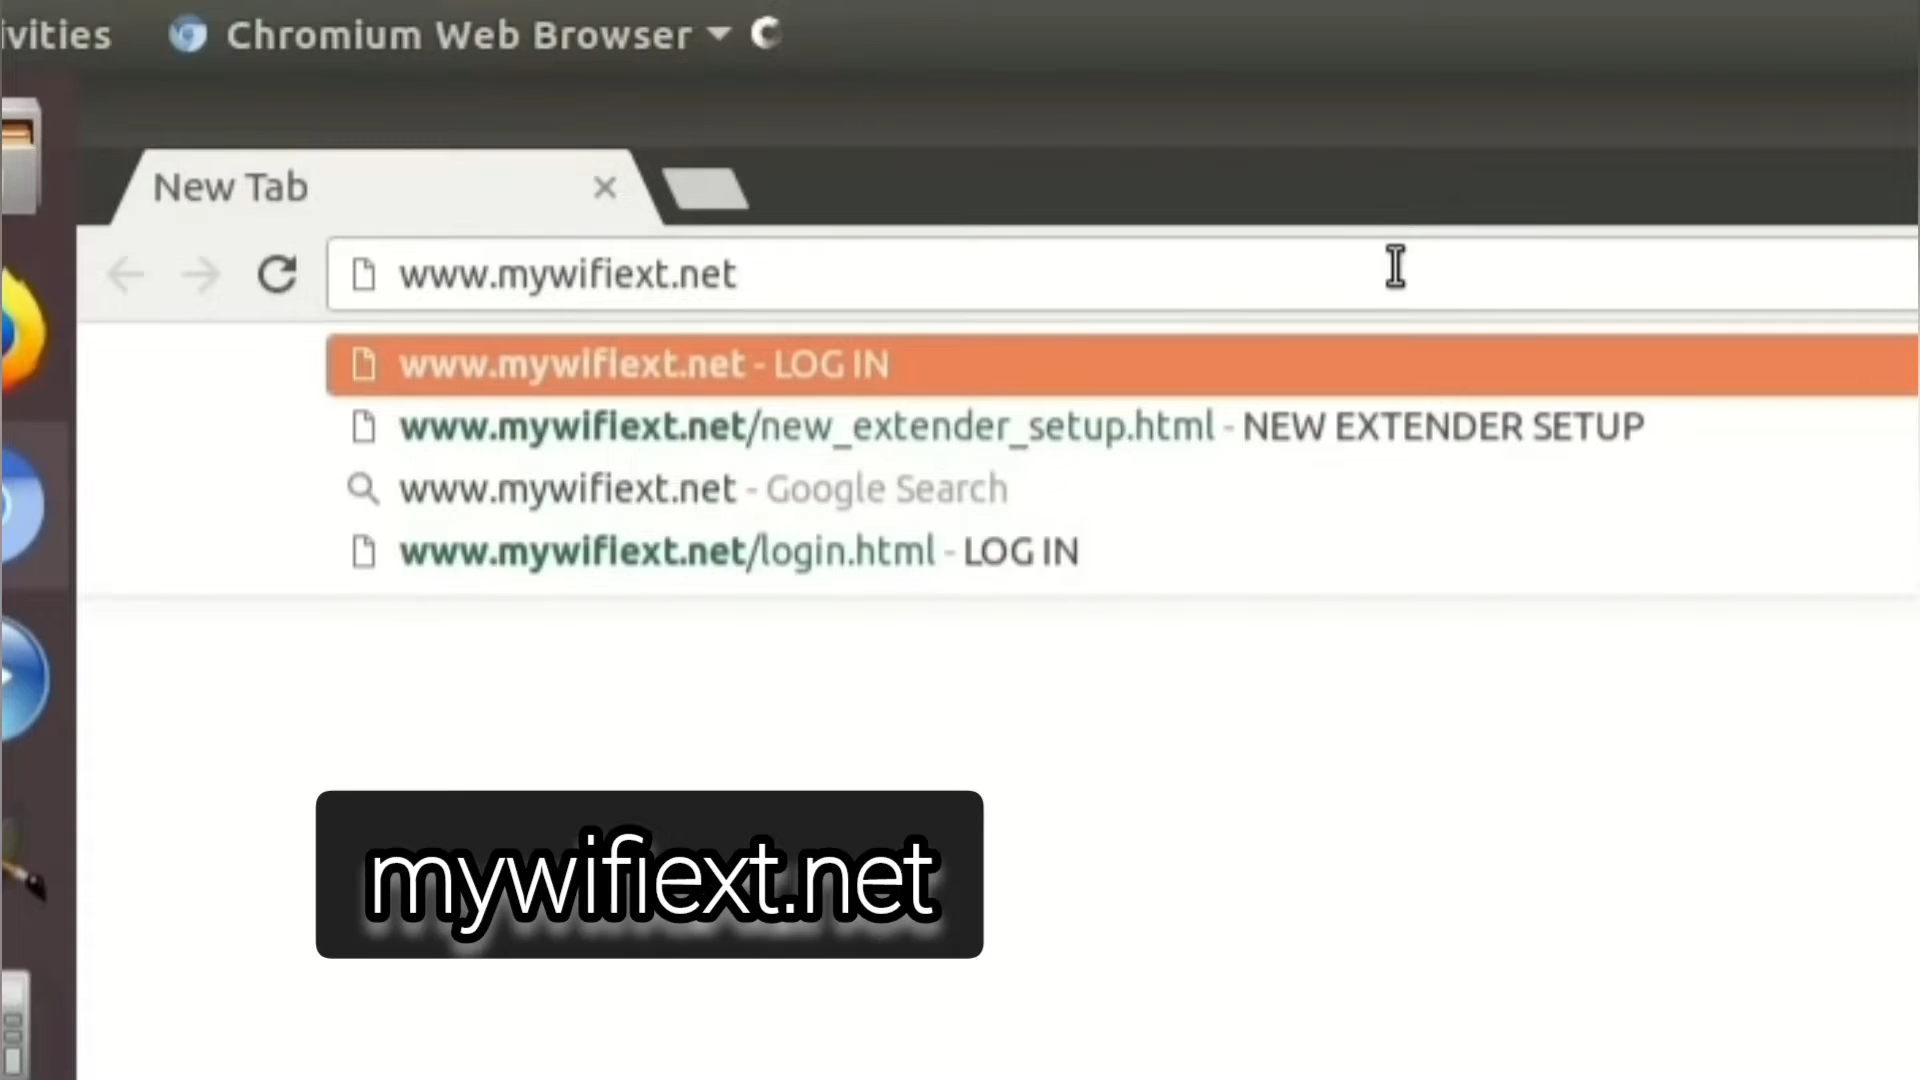 ivities Chromium Web Browser
New Tab
www.mywifiext.net
www.mywifiext.net - LOG IN
www.mywifiext.net/new_extender_setup.html - NEW EXTENDER SETUP
www.mywifiext.net - Google Search
www.mywifiext.net/login.html - LOG IN
mywifiext.net